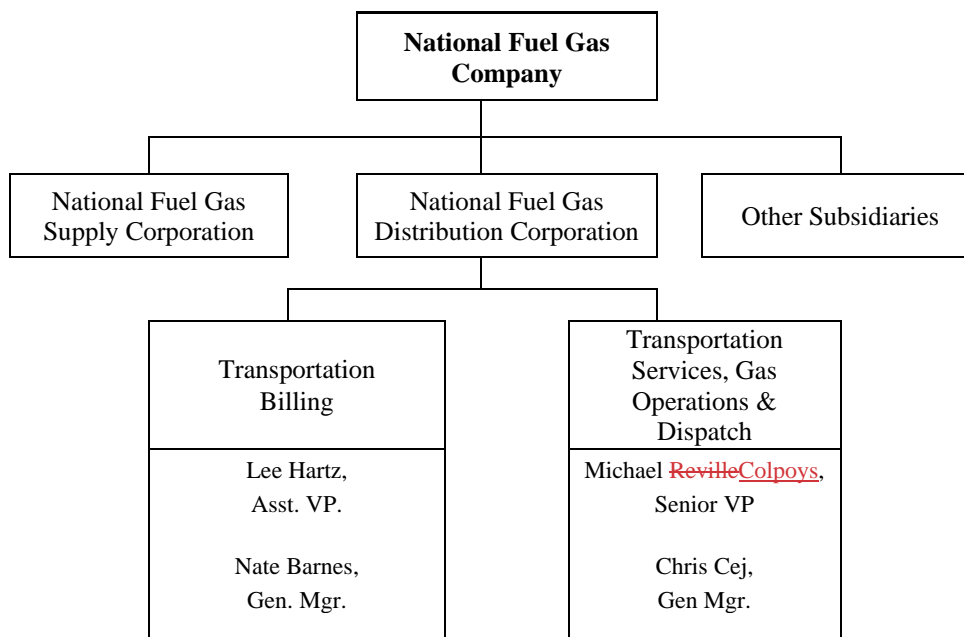 National Fuel Gas
Company
National Fuel Gas
Supply Corporation
National Fuel Gas
Distribution Corporation
Other Subsidiaries
Transportation
Billing
Lee Hartz,
Asst. VP.
Nate Barnes,
Gen. Mgr.
Transportation
Services, Gas
Operations &
Dispatch
Michael RevilleColpoys,
Senior VP
Chris Cej,
Gen Mgr.